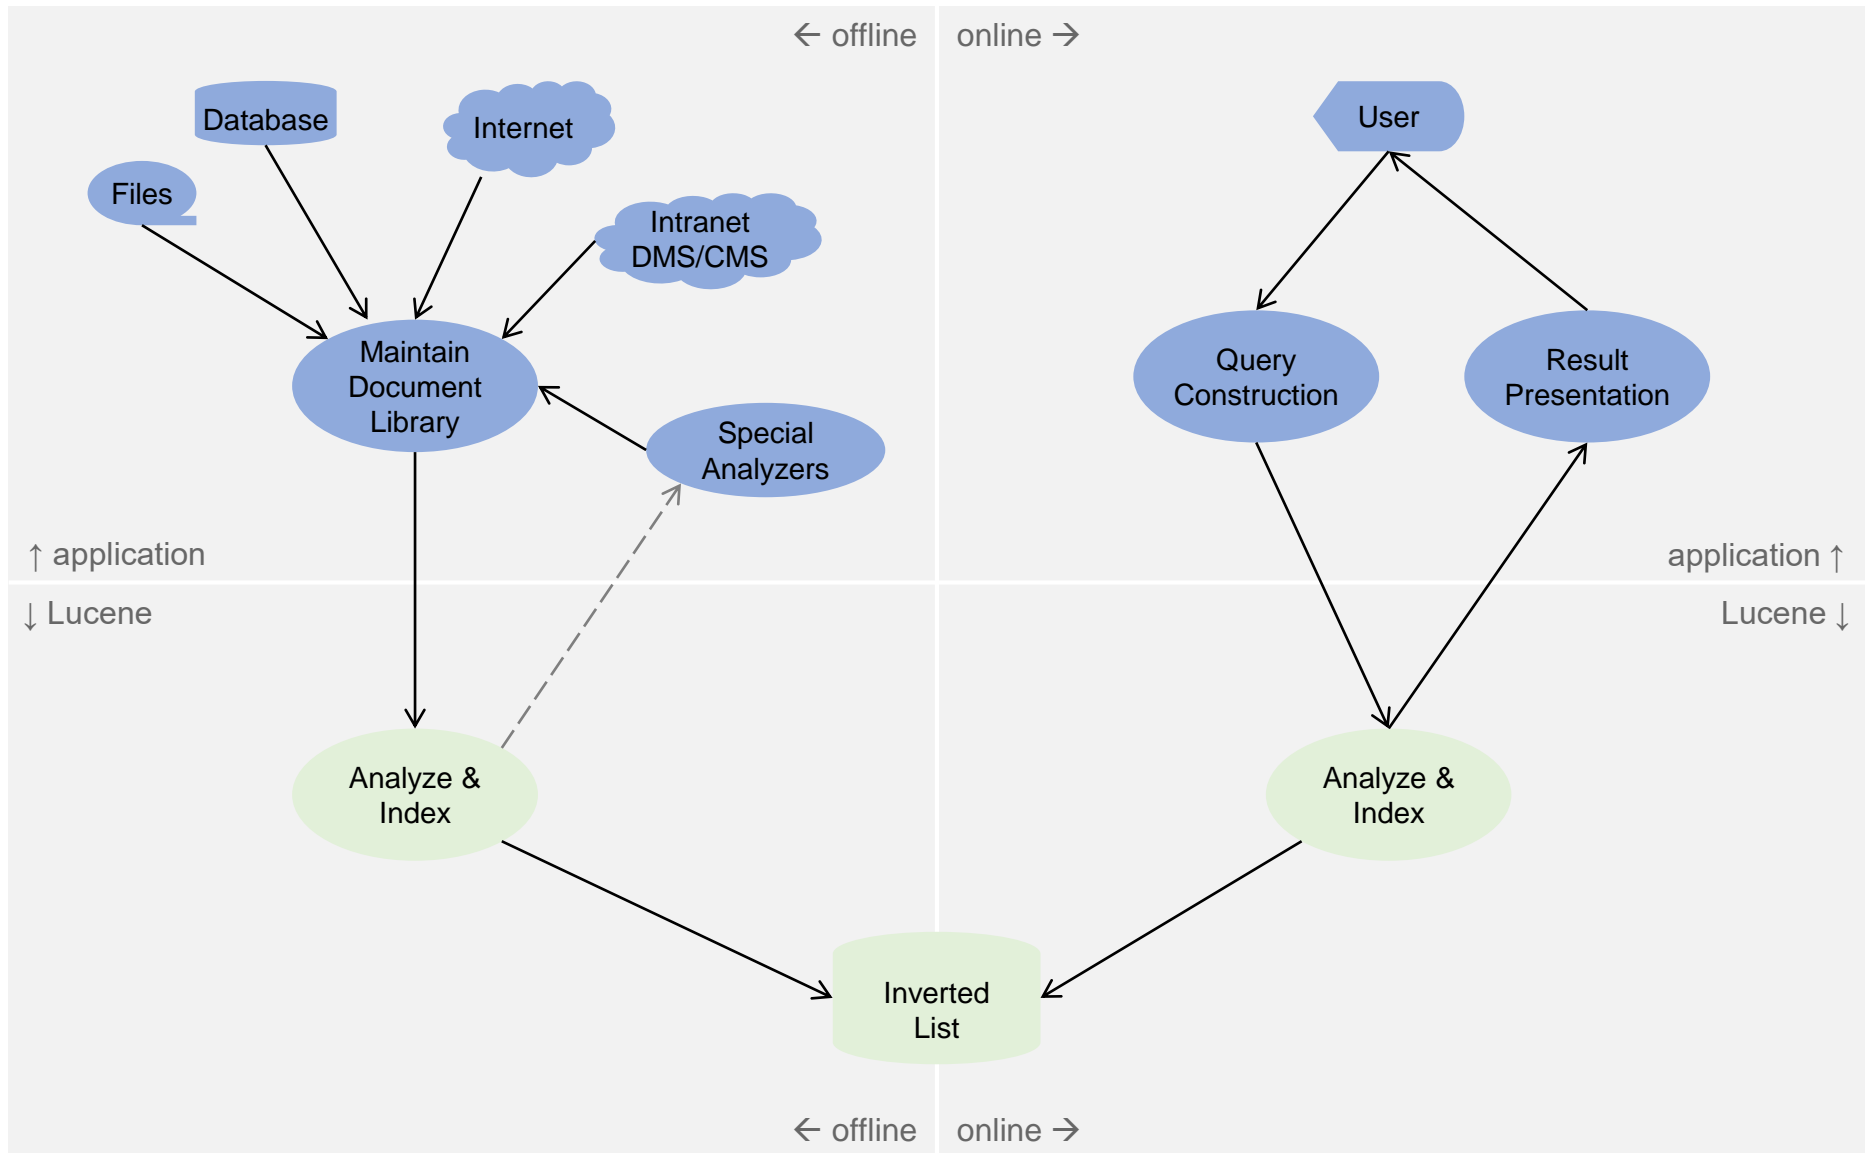 ← offline
online →
Database
Internet
User
Files
Intranet
DMS/CMS
Maintain
Document
Library
Query
Construction
Result
Presentation
Special
Analyzers
↑ application
application ↑
↓ Lucene
Lucene ↓
Analyze &
Index
Analyze &
Index
Inverted
List
← offline
online →